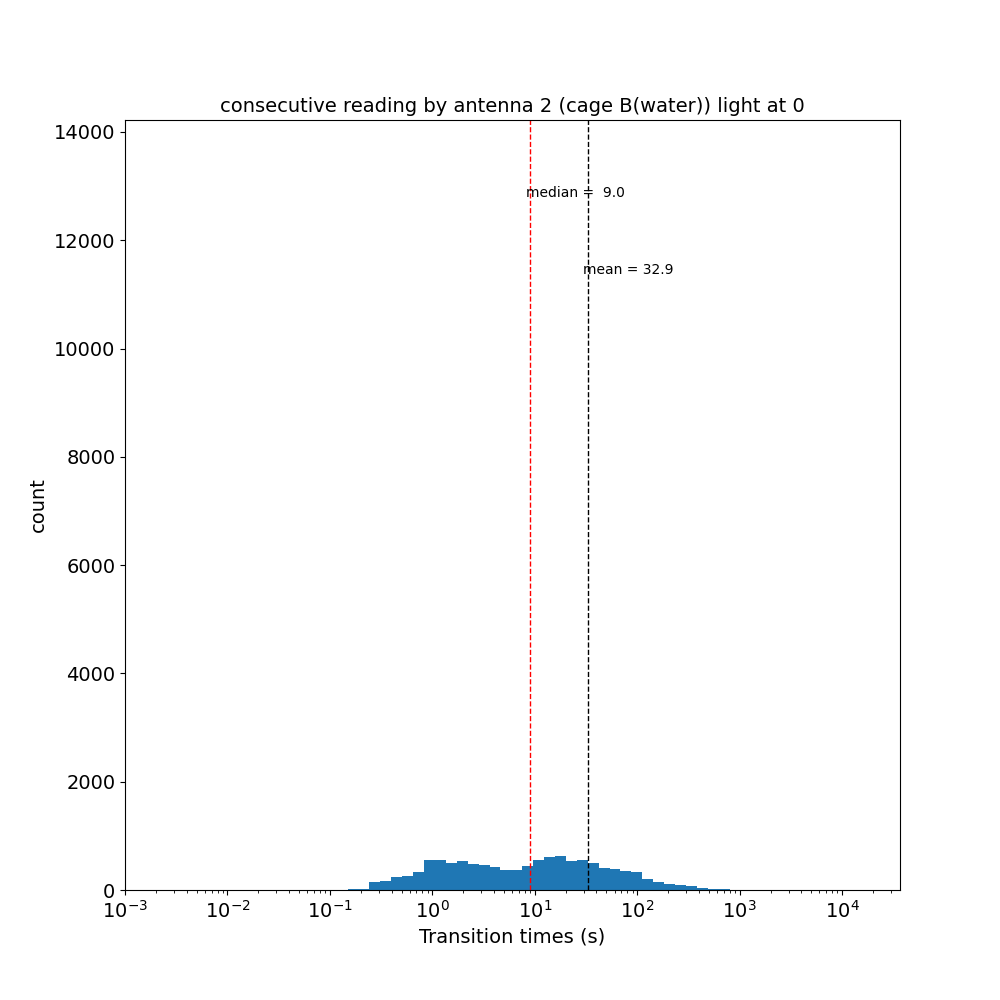 consecutive reading by antenna 2 (cage B(water)) light at 0
14000
median =  9.0
12000
mean = 32.9
10000
8000
count
6000
4000
2000
0
10⁻³ 10⁻² 10⁻¹ 10⁰ 10¹ 10² 10³ 10⁴
Transition times (s)